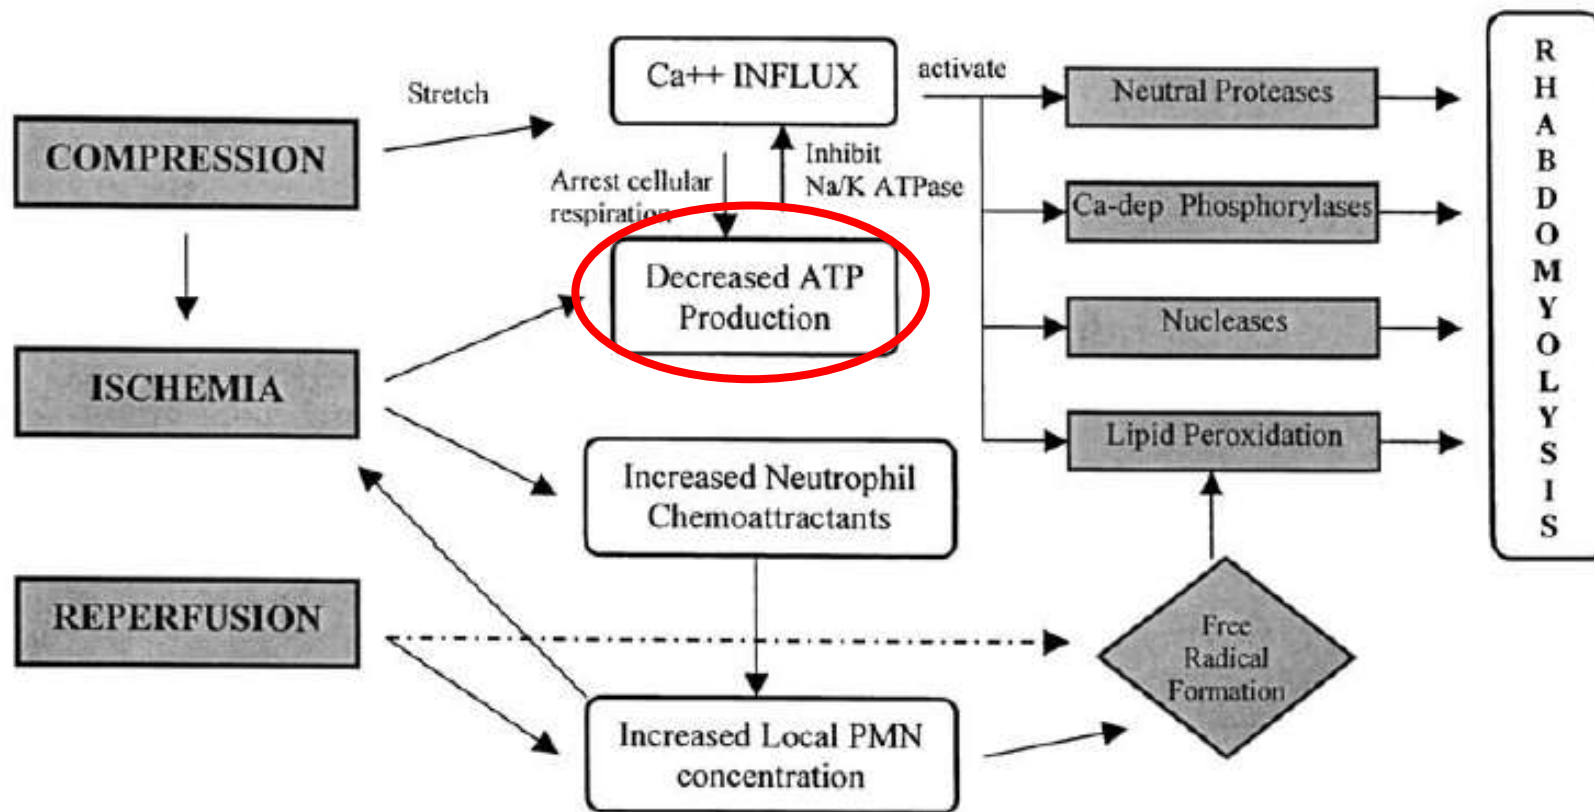 Ca++ INFLUX
activate
Stretch
Neutral Proteases
COMPRESSION
Arrest cellular
respiration
Inhibit
Na/K ATPase
Ca-dep Phosphorylases
Decreased ATP
Production
Nucleases
ISCHEMIA
Lipid Peroxidation
Increased Neutrophil
Chemoattractants
REPERFUSION
Free
Radical
Formation
Increased Local PMN
concentration
R
H
A
B
D
O
M
Y
O
L
Y
S
I
S